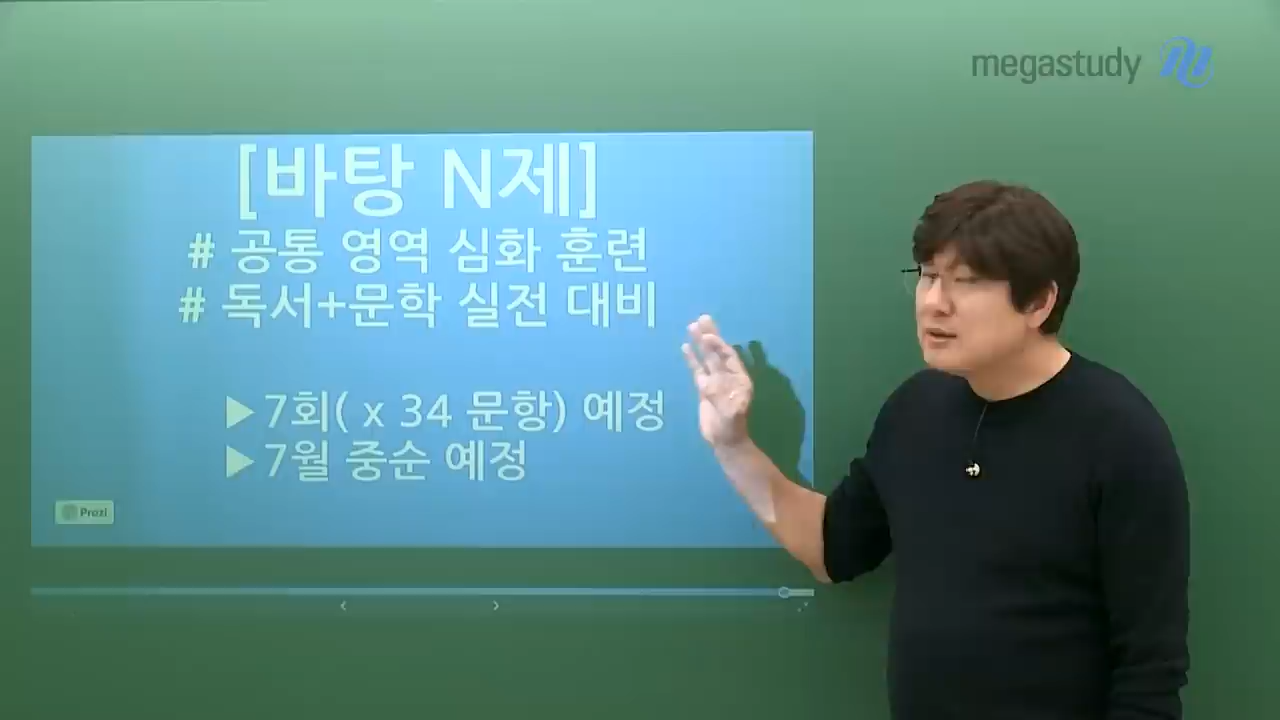 megastudy
[바탕 N제]
# 공통 영역 심화 훈련
# 독서+문학 실전 대비
▶7회( x 34 문항) 예정
▶7월 중순 예정
Prezi